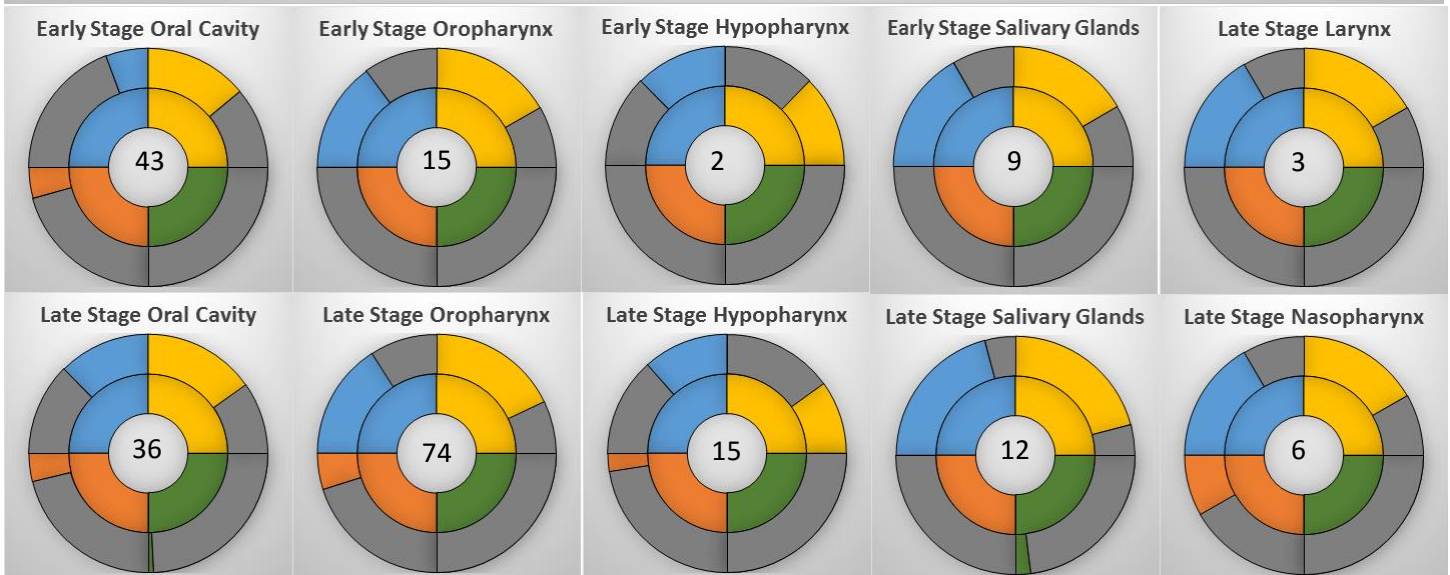 Early Stage Oral Cavity
43
Early Stage Oropharynx
15
Early Stage Hypopharynx
2
Early Stage Salivary Glands
9
Late Stage Larynx
3
Late Stage Oral Cavity
36
Late Stage Oropharynx
74
Late Stage Hypopharynx
15
Late Stage Salivary Glands
12
Late Stage Nasopharynx
6